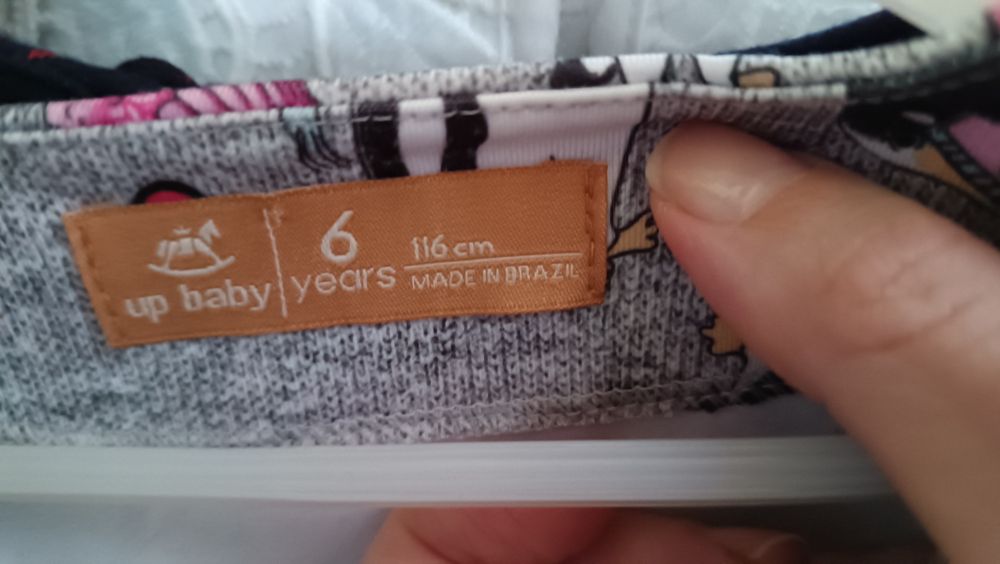 up baby
6
years
116 cm
MADE IN BRAZIL